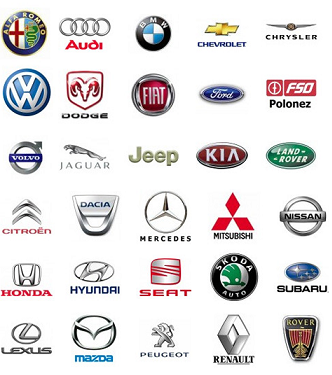 ALFA ROMEO
Audi
BMW
CHEVROLET
CHRYSLER
DODGE
FIAT
Ford
FSO
Polonez
VOLVO
JAGUAR
Jeep
KIA
LAND-
ROVER
CITROËN
DACIA
MERCEDES
MITSUBISHI
NISSAN
HONDA
HYUNDAI
SEAT
SKODA
AUTO
SUBARU
LEXUS
mazda
PEUGEOT
RENAULT
ROVER